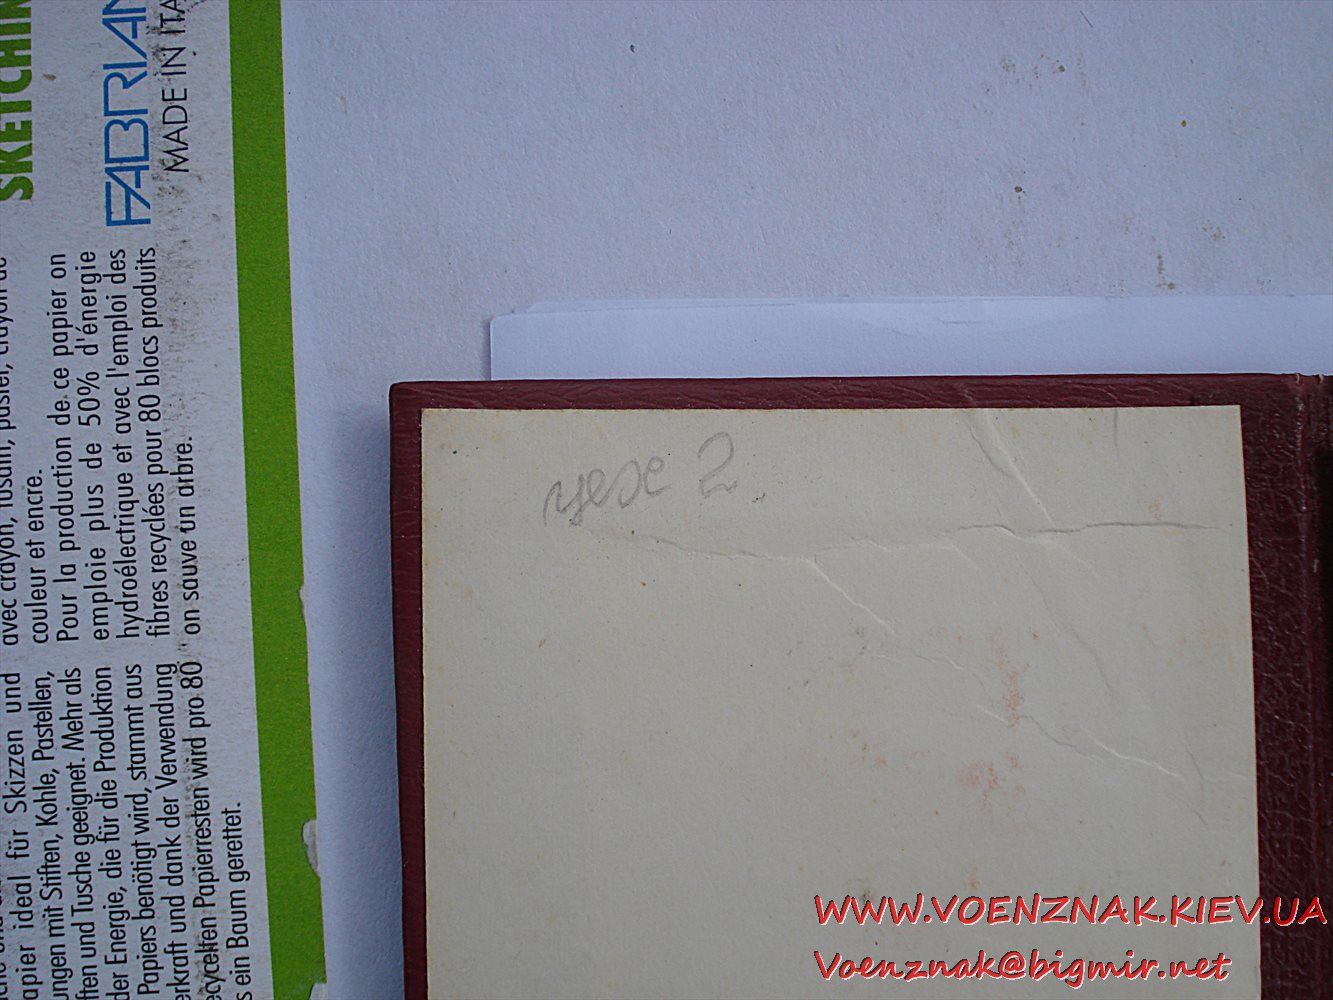 SKETCHIN
FABRIAN
MADE IN ITA
avec crayon, fusain, pastel, crayon de
couleur et encre.
Pour la production de ce papier on
emploie plus de 50% d'énergie
hydroélectrique et avec l'emploi des
fibres recyclées pour 80 blocs produits
on sauve un arbre.
apier ideal für Skizzen und
ungen mit Stiften, Kohle, Pastellen,
ften und Tusche geeignet. Mehr als
der Energie, die für die Produktion
Papiers benötigt wird, stammt aus
erkraft und dank der Verwendung
ecycelten Papierresten wird pro 80
s ein Baum gerettet.
цех 2
WWW.VOENZNAK.KIEV.UA
Voenznak@bigmir.net